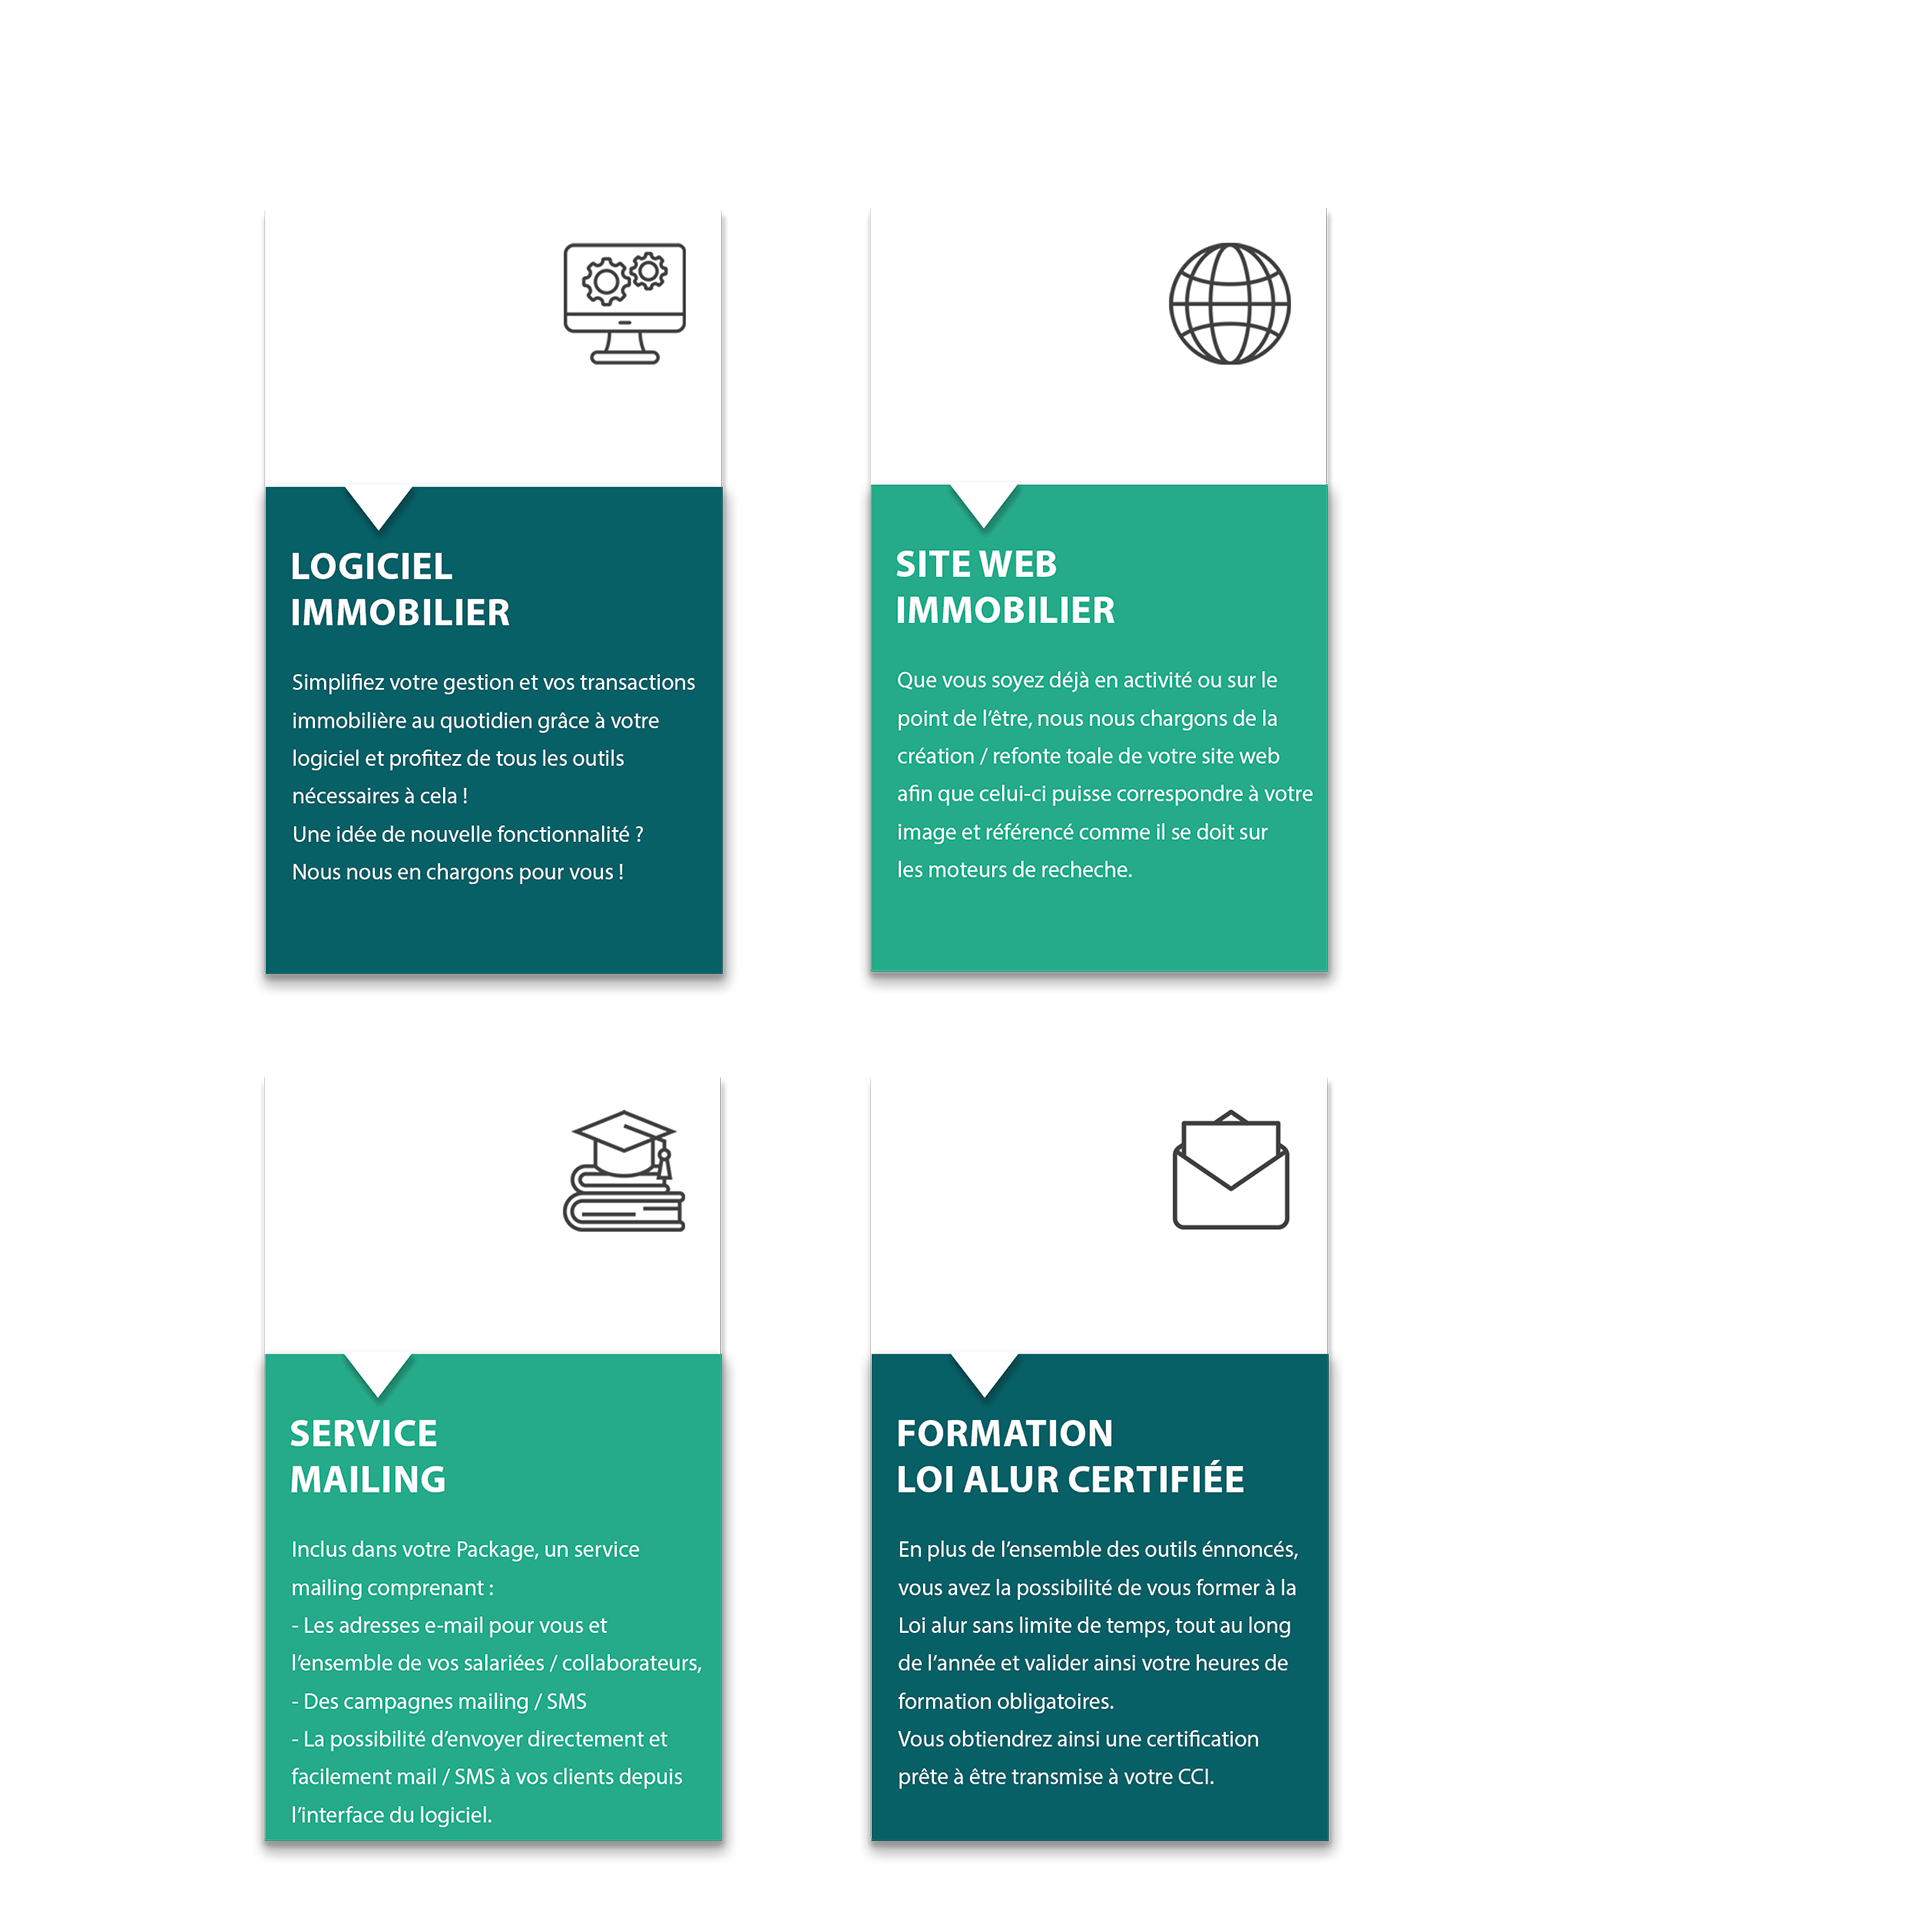 LOGICIEL
IMMOBILIER
Simplifiez votre gestion et vos transactions
immobilière au quotidien grâce à votre
logiciel et profitez de tous les outils
nécessaires à cela !
Une idée de nouvelle fonctionnalité ?
Nous nous en chargons pour vous !
SITE WEB
IMMOBILIER
Que vous soyez déjà en activité ou sur le
point de l’être, nous nous chargons de la
création / refonte toale de votre site web
afin que celui-ci puisse correspondre à votre
image et référencé comme il se doit sur
les moteurs de recheche.
SERVICE
MAILING
Inclus dans votre Package, un service
mailing comprenant :
- Les adresses e-mail pour vous et
l’ensemble de vos salariées / collaborateurs,
- Des campagnes mailing / SMS
- La possibilité d’envoyer directement et
facilement mail / SMS à vos clients depuis
l’interface du logiciel.
FORMATION
LOI ALUR CERTIFIÉE
En plus de l’ensemble des outils énnoncés,
vous avez la possibilité de vous former à la
Loi alur sans limite de temps, tout au long
de l’année et valider ainsi votre heures de
formation obligatoires.
Vous obtiendrez ainsi une certification
prête à être transmise à votre CCI.